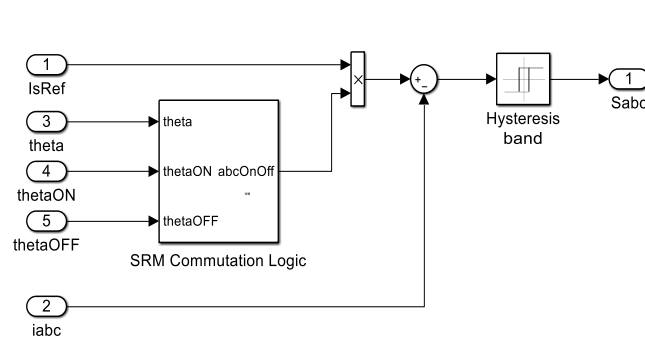 1
IsRef
3
theta
4
thetaON
5
thetaOFF
2
iabc
theta
thetaON abcOnOff
thetaOFF
SRM Commutation Logic
×
+
−
Hysteresis
band
1
Sabc